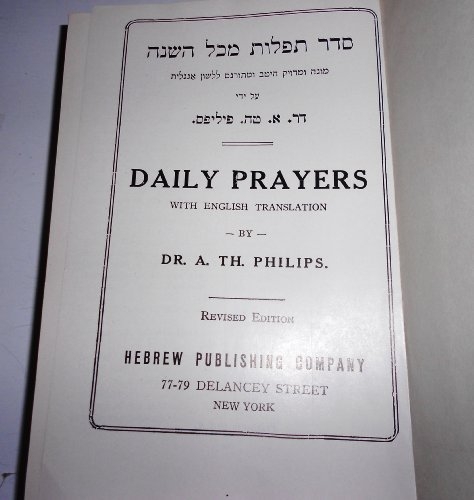 סדר תפלות מכל השנה
מוגה ומדויק היטב ומתורגם ללשון אנגלית
על ידי
דר. א. טה. פיליפס.
DAILY PRAYERS
WITH ENGLISH TRANSLATION
— BY —
DR. A. TH. PHILIPS.
REVISED EDITION
HEBREW PUBLISHING COMPANY
77-79 DELANCEY STREET
NEW YORK